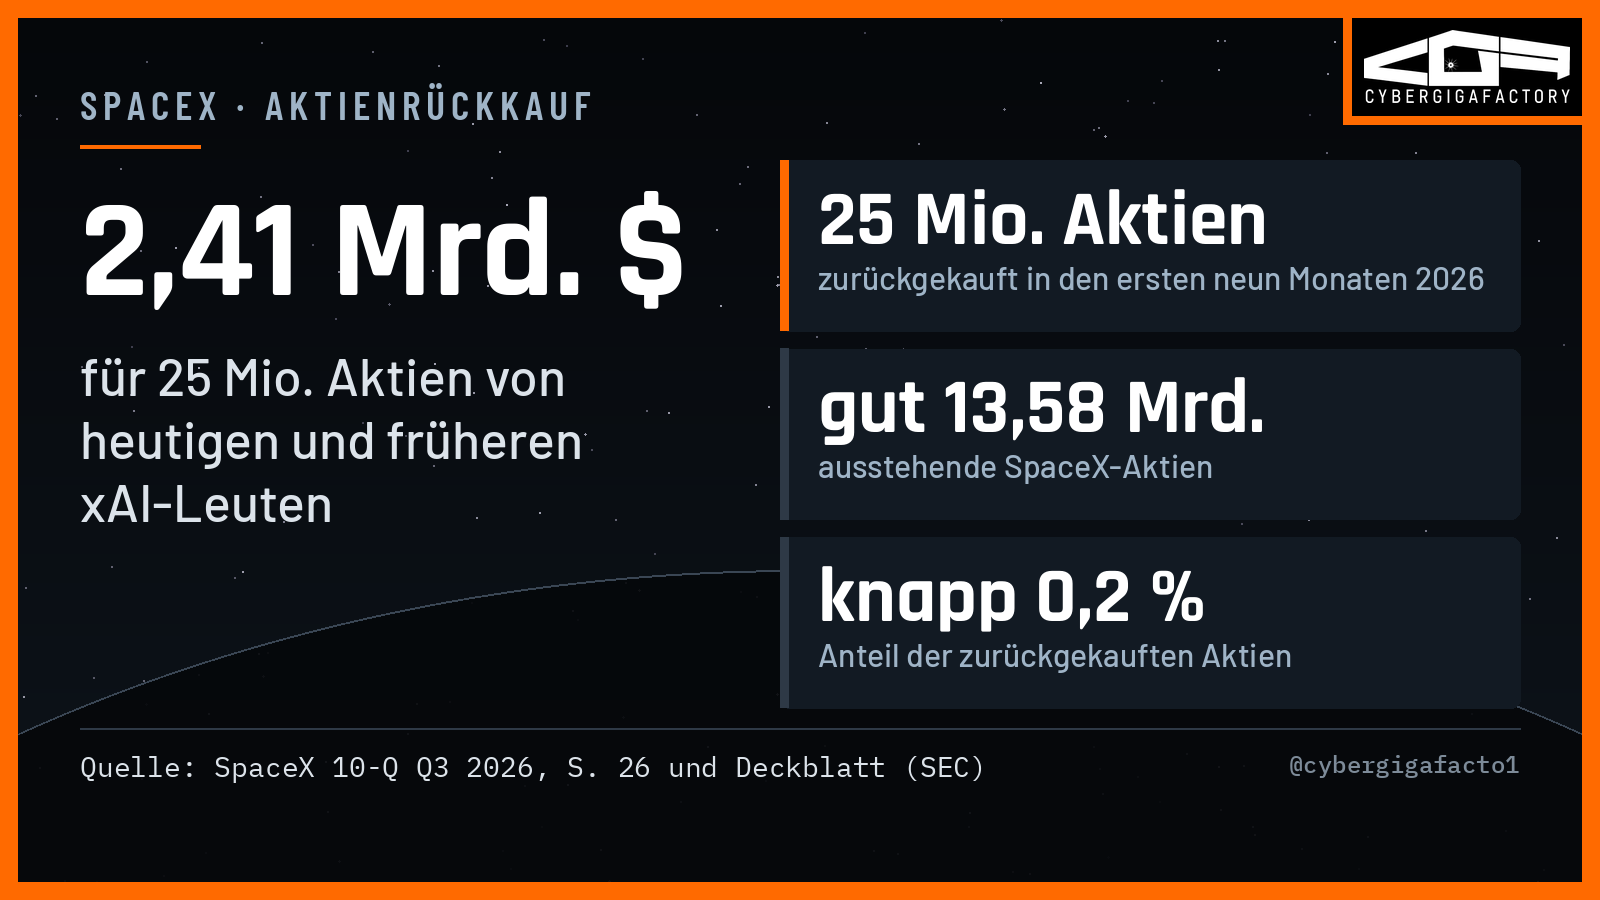 SPACEX · AKTIENRÜCKKAUF
CYBERGIGAFACTORY
2,41 Mrd. $
für 25 Mio. Aktien von
heutigen und früheren
xAI-Leuten
25 Mio. Aktien
zurückgekauft in den ersten neun Monaten 2026
gut 13,58 Mrd.
ausstehende SpaceX-Aktien
knapp 0,2 %
Anteil der zurückgekauften Aktien
Quelle: SpaceX 10-Q Q3 2026, S. 26 und Deckblatt (SEC)
@cybergigafacto1